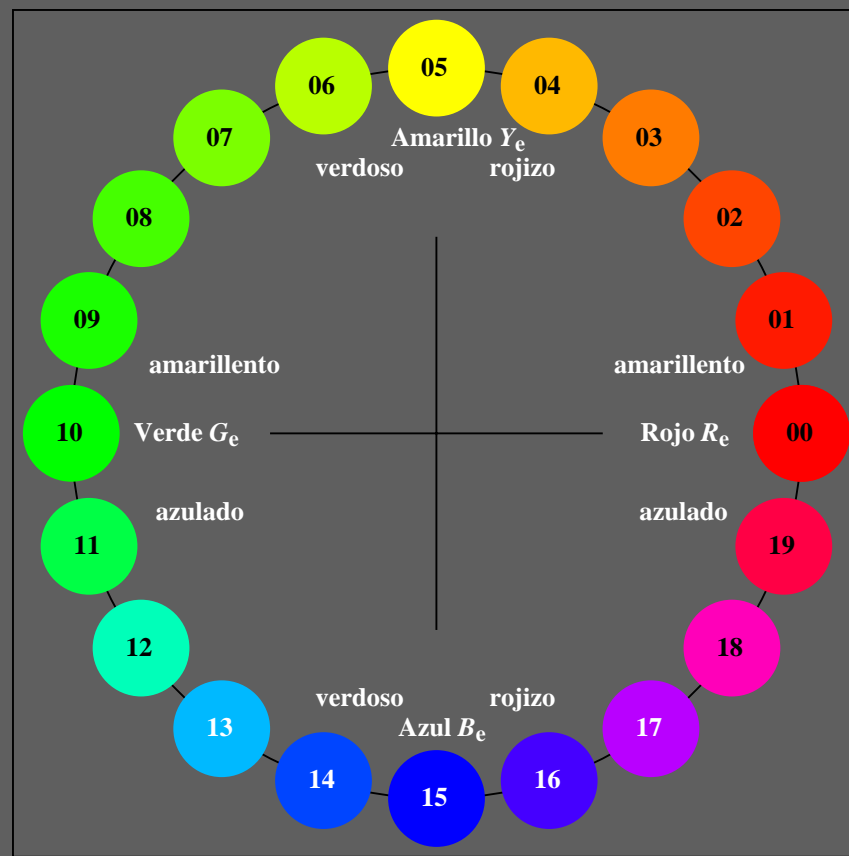 05
06 04
Amarillo Ye
07 03
verdoso rojizo
08 02
09 01
amarillento amarillento
10 Verde Ge Rojo Re 00
azulado azulado
11 19
12 18
verdoso rojizo
13 Azul Be 17
14 16
15